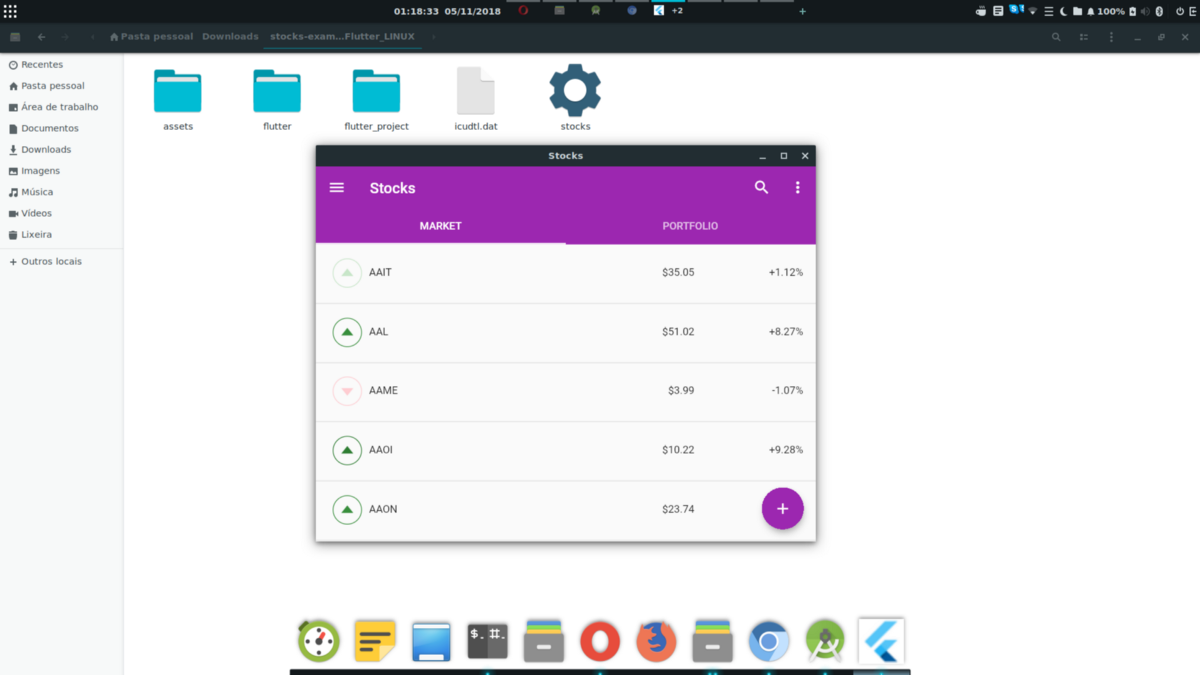 01:18:33 05/11/2018
+2
+
100%
Pasta pessoal Downloads stocks-exam...Flutter_LINUX
Recentes
Pasta pessoal
Área de trabalho
Documentos
Downloads
Imagens
Música
Vídeos
Lixeira
+ Outros locais
assets
flutter
flutter_project
icudtl.dat
stocks
Stocks
Stocks
MARKET PORTFOLIO
AAIT $35.05 +1.12%
AAL $51.02 +8.27%
AAME $3.99 -1.07%
AAOI $10.22 +9.28%
AAON $23.74
+
$. #.